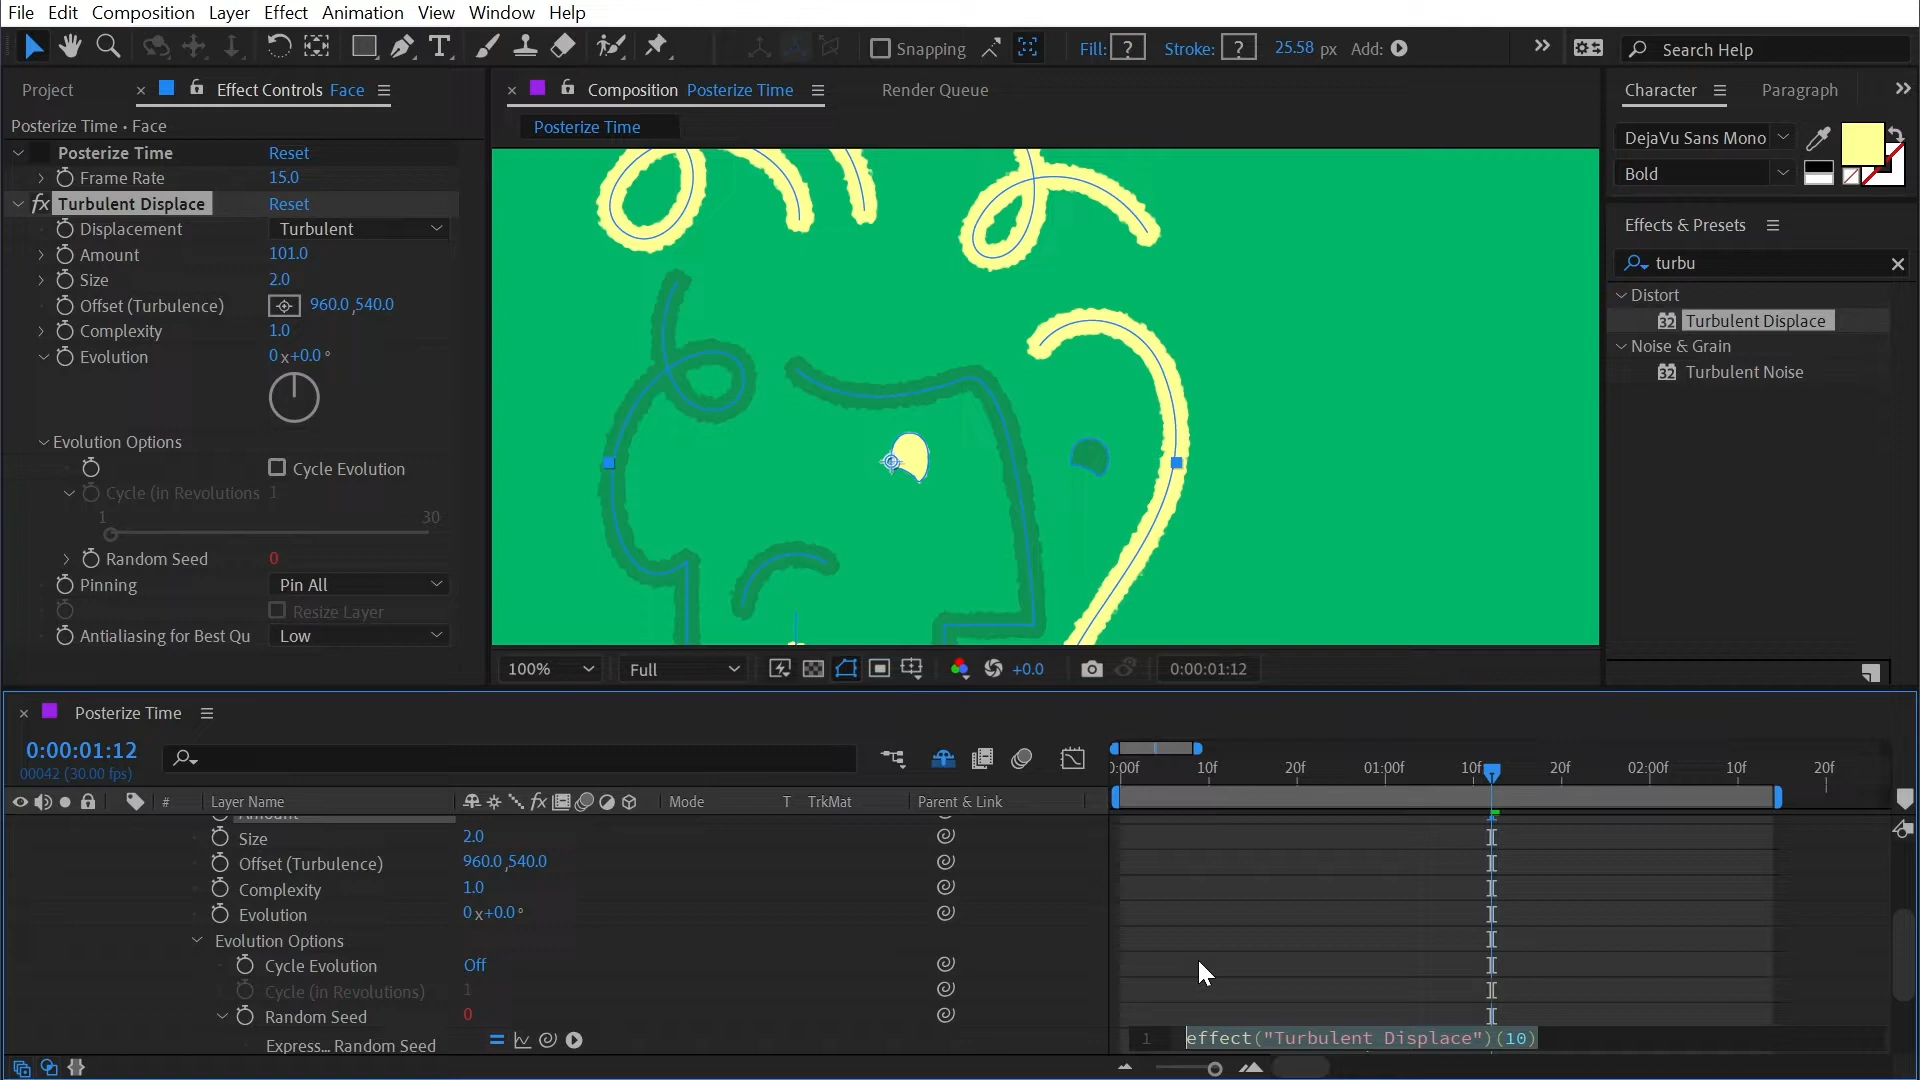 File Edit Composition Layer Effect Animation View Window Help
Snapping Fill: ? Stroke: ? 25.58 px Add: Search Help
Project Effect Controls Face
Posterize Time • Face
Posterize Time Reset
Frame Rate 15.0
fx Turbulent Displace Reset
Displacement Turbulent
Amount 101.0
Size 2.0
Offset (Turbulence) 960.0 ,540.0
Complexity 1.0
Evolution 0 x+0.0 °
Evolution Options
Cycle Evolution
Cycle (in Revolutions 1
1 30
Random Seed 0
Pinning Pin All
Resize Layer
Antialiasing for Best Qu Low
Composition Posterize Time Render Queue
Posterize Time
100% Full +0.0 0:00:01:12
Character Paragraph
DejaVu Sans Mono
Bold
Effects & Presets
turbu
Distort
32 Turbulent Displace
Noise & Grain
32 Turbulent Noise
Posterize Time
0:00:01:12
00042 (30.00 fps)
# Layer Name fx Mode T TrkMat Parent & Link
):00f 10f 20f 01:00f 10f 20f 02:00f 10f 20f
Amount
Size 2.0
Offset (Turbulence) 960.0 ,540.0
Complexity 1.0
Evolution 0 x+0.0 °
Evolution Options
Cycle Evolution Off
Cycle (in Revolutions) 1
Random Seed 0
Express... Random Seed
1 effect("Turbulent Displace")(10)